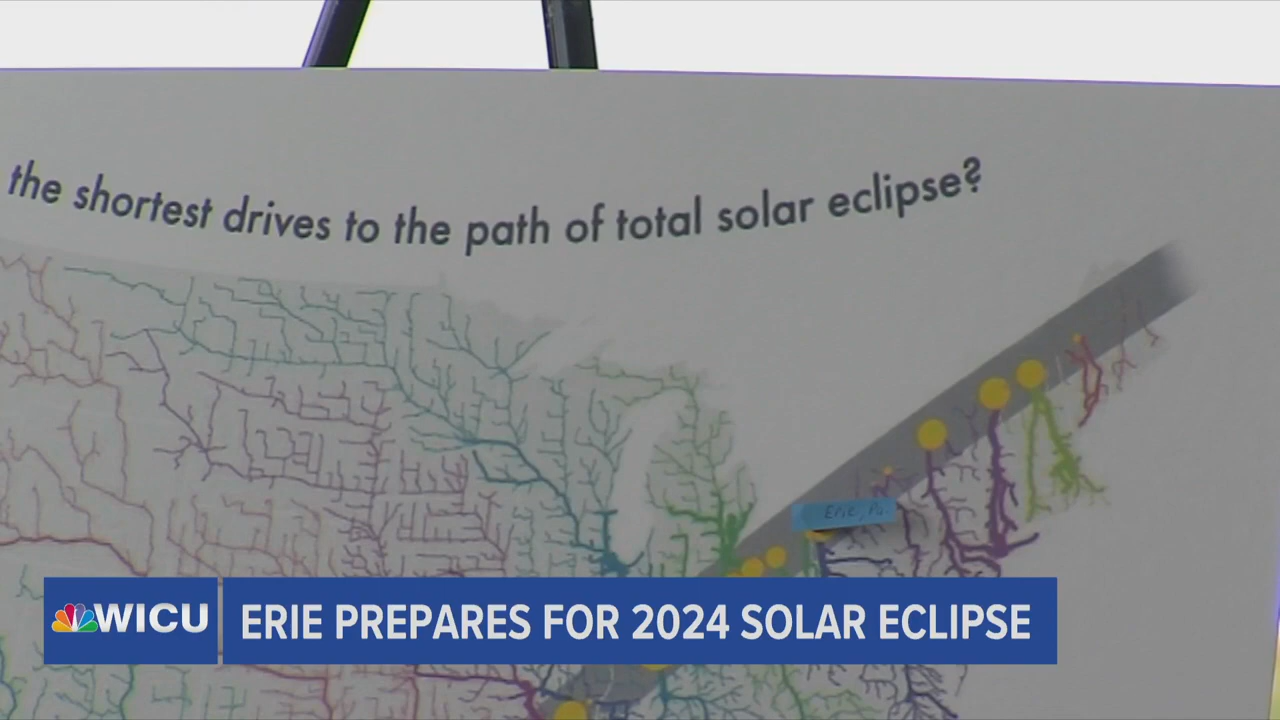 the shortest drives to the path of total solar eclipse?
Erie, Pa.
WICU
ERIE PREPARES FOR 2024 SOLAR ECLIPSE